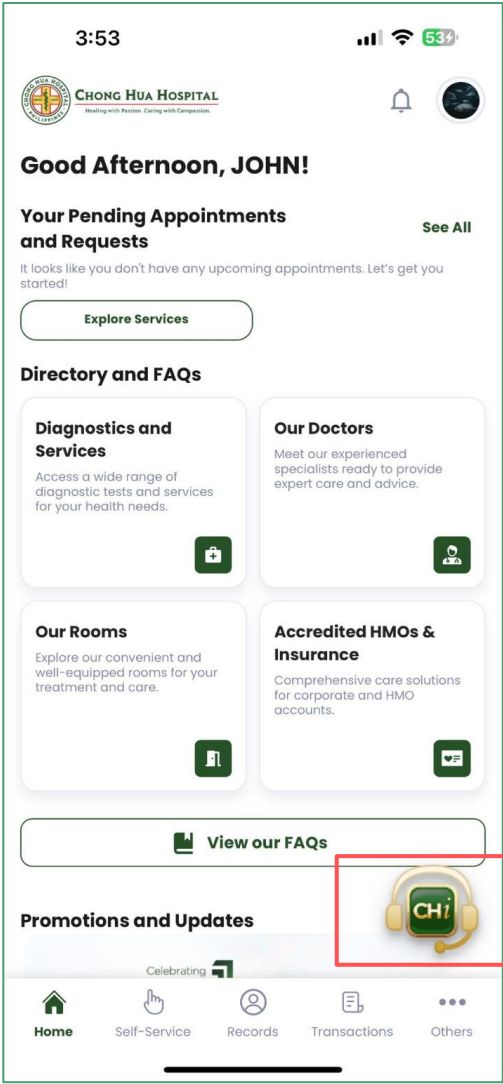 3:53
53
CHONG HUA HOSPITAL
PHILIPPINES
CHONG HUA HOSPITAL
Healing with Passion. Caring with Compassion.
Good Afternoon, JOHN!
Your Pending Appointments
and Requests
See All
It looks like you don't have any upcoming appointments. Let's get you
started!
Explore Services
Directory and FAQs
Diagnostics and
Services
Access a wide range of
diagnostic tests and services
for your health needs.
Our Doctors
Meet our experienced
specialists ready to provide
expert care and advice.
Our Rooms
Explore our convenient and
well-equipped rooms for your
treatment and care.
Accredited HMOs &
Insurance
Comprehensive care solutions
for corporate and HMO
accounts.
View our FAQs
CHi
Promotions and Updates
Celebrating
Home
Self-Service
Records
Transactions
Others